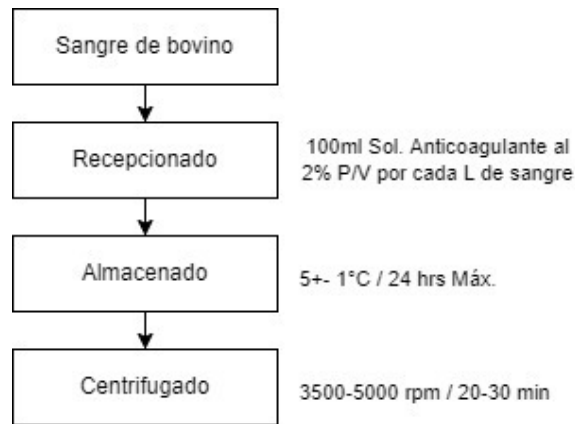 Sangre de bovino
Recepcionado
100ml Sol. Anticoagulante al
2% P/V por cada L de sangre
Almacenado
5+- 1°C / 24 hrs Máx.
Centrifugado
3500-5000 rpm / 20-30 min